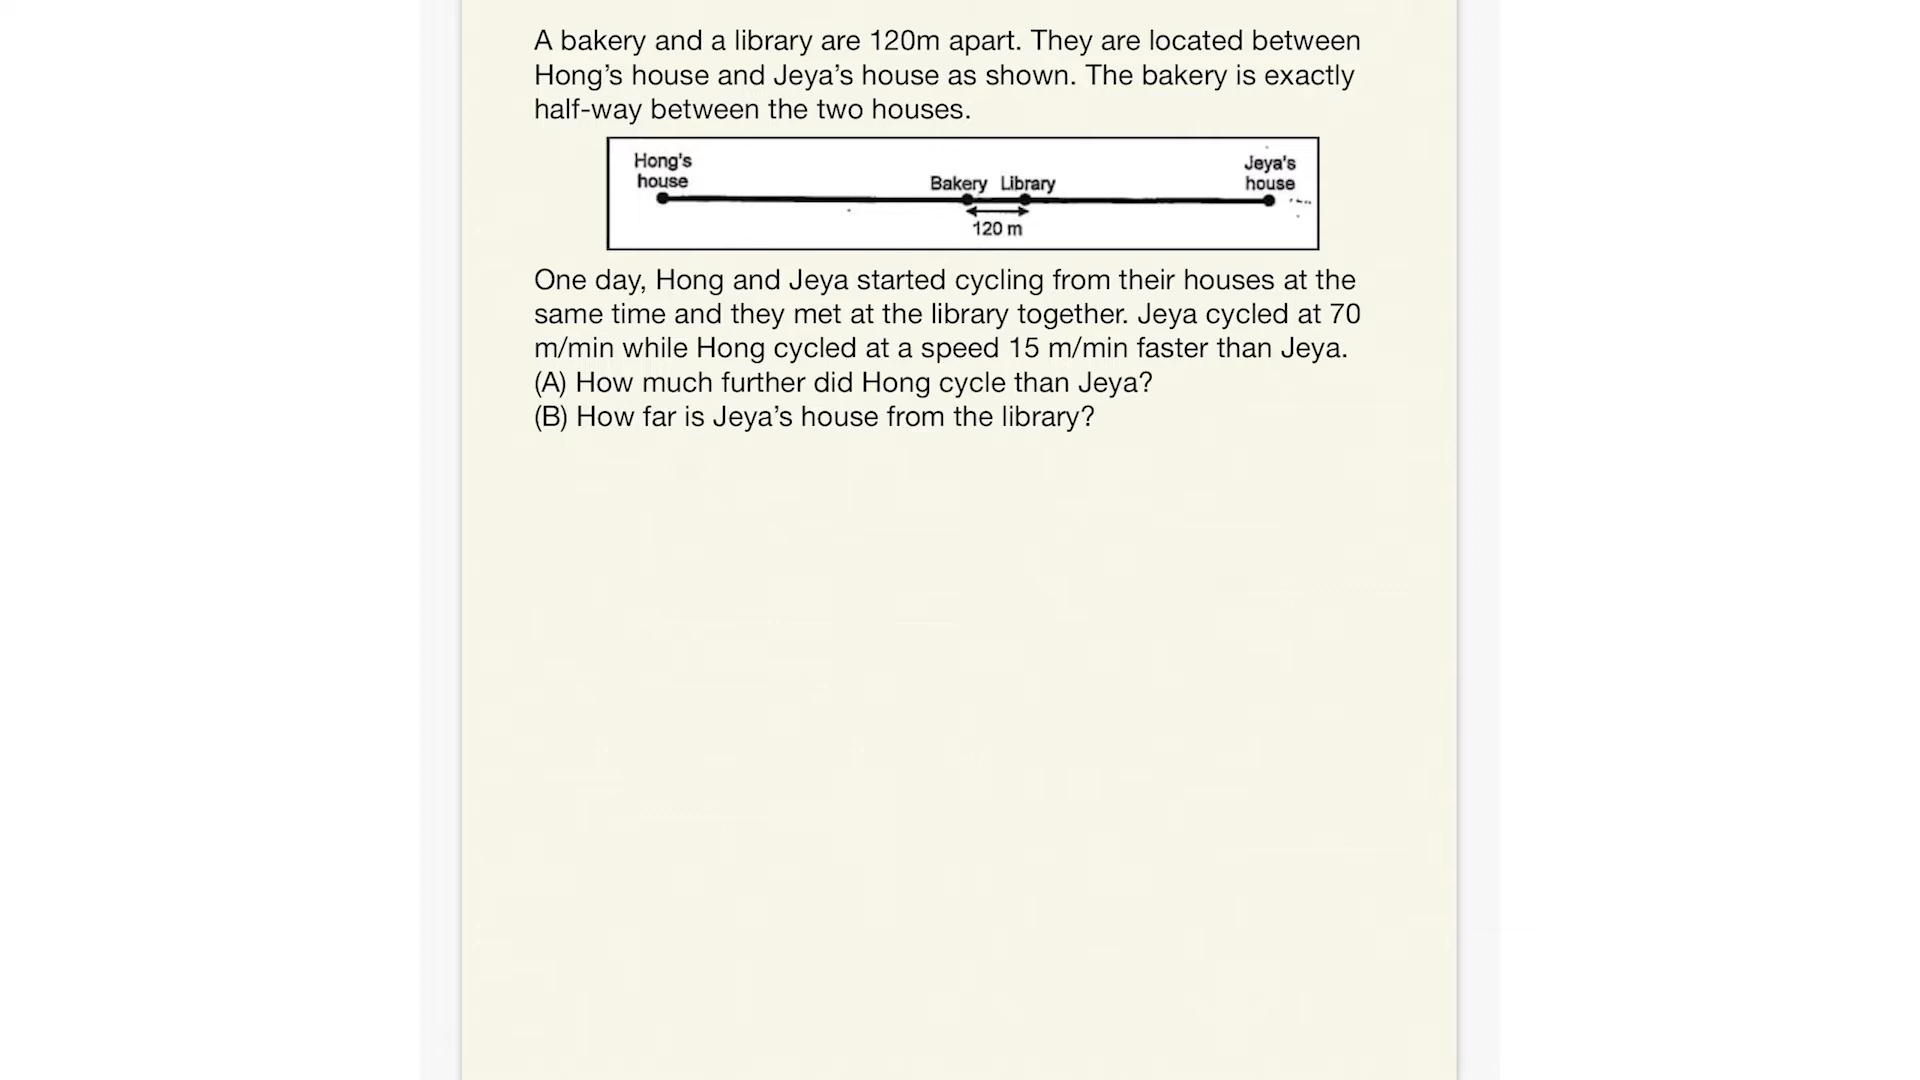 A bakery and a library are 120m apart. They are located between
Hong’s house and Jeya’s house as shown. The bakery is exactly
half-way between the two houses.
Hong's
house
Bakery Library
Jeya's
house
120 m
One day, Hong and Jeya started cycling from their houses at the
same time and they met at the library together. Jeya cycled at 70
m/min while Hong cycled at a speed 15 m/min faster than Jeya.
(A) How much further did Hong cycle than Jeya?
(B) How far is Jeya’s house from the library?